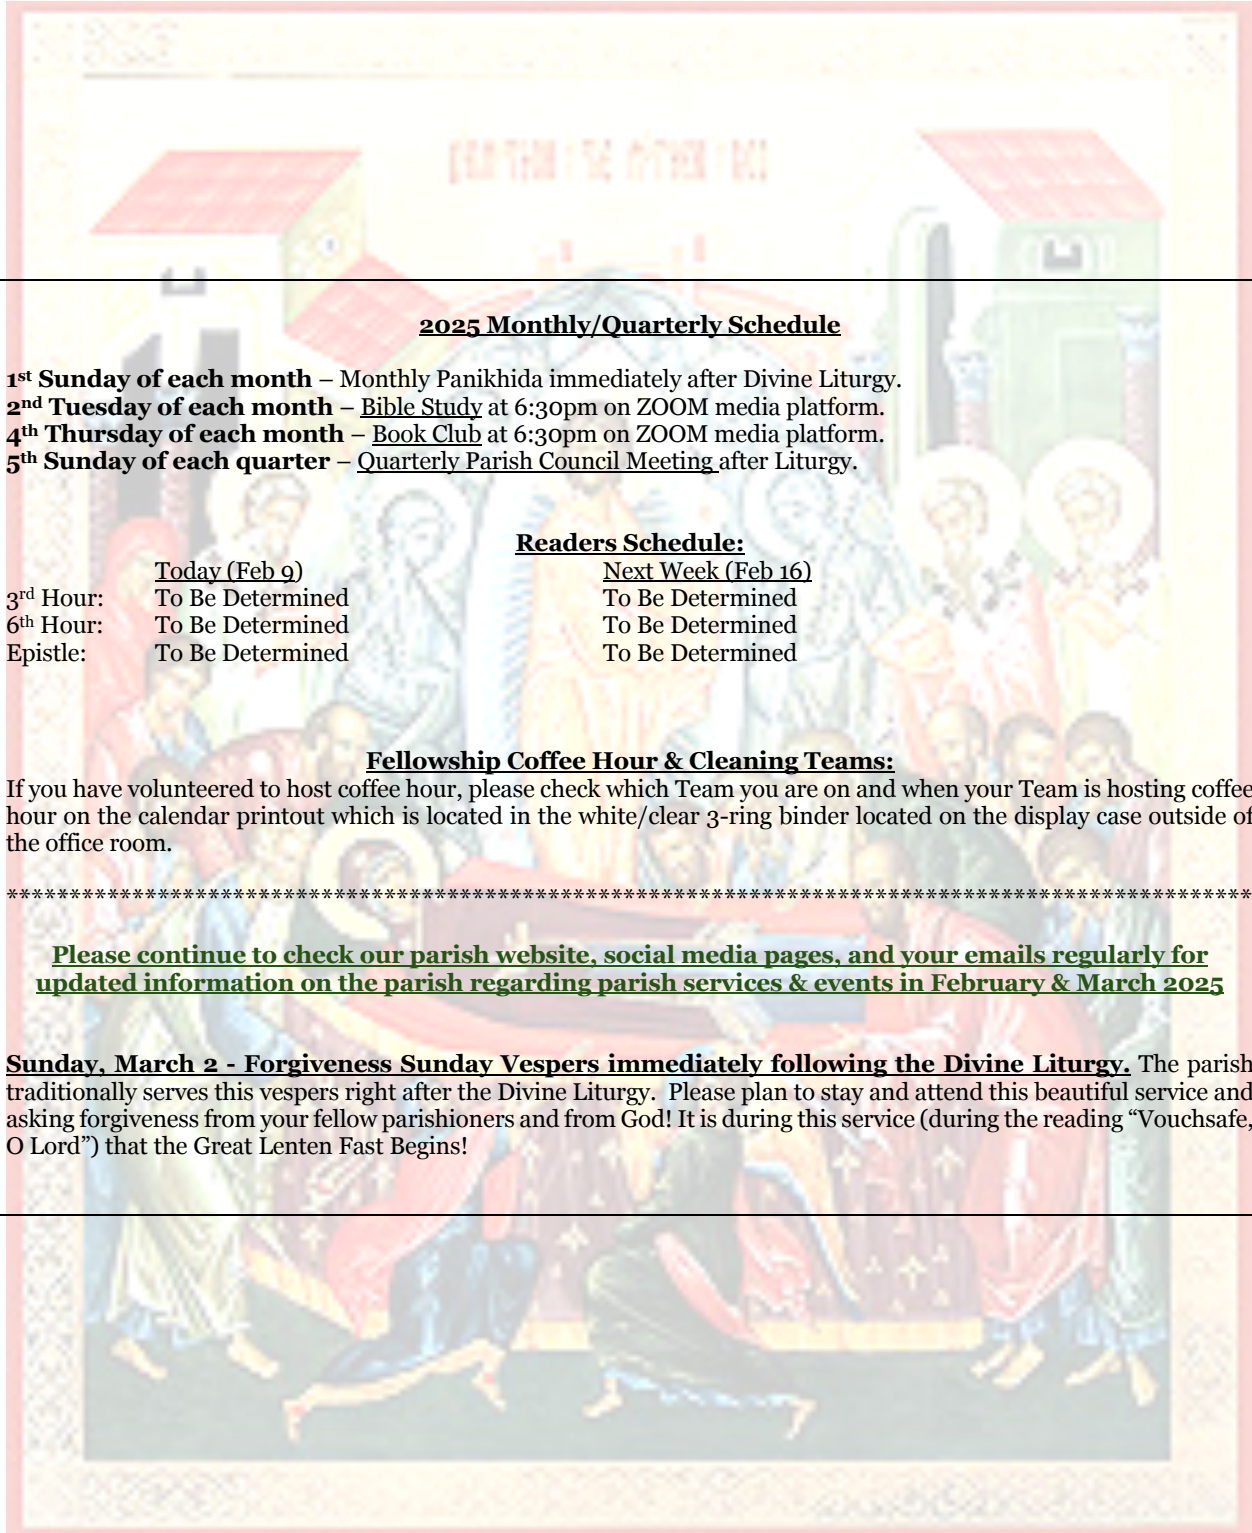 2025 Monthly/Quarterly Schedule
1st Sunday of each month – Monthly Panikhida immediately after Divine Liturgy.
2nd Tuesday of each month – Bible Study at 6:30pm on ZOOM media platform.
4th Thursday of each month – Book Club at 6:30pm on ZOOM media platform.
5th Sunday of each quarter – Quarterly Parish Council Meeting after Liturgy.
Readers Schedule:
Today (Feb 9) Next Week (Feb 16)
3rd Hour: To Be Determined To Be Determined
6th Hour: To Be Determined To Be Determined
Epistle: To Be Determined To Be Determined
Fellowship Coffee Hour & Cleaning Teams:
If you have volunteered to host coffee hour, please check which Team you are on and when your Team is hosting coffee
hour on the calendar printout which is located in the white/clear 3-ring binder located on the display case outside of
the office room.
****************************************************************************************************
Please continue to check our parish website, social media pages, and your emails regularly for
updated information on the parish regarding parish services & events in February & March 2025
Sunday, March 2 - Forgiveness Sunday Vespers immediately following the Divine Liturgy. The parish
traditionally serves this vespers right after the Divine Liturgy. Please plan to stay and attend this beautiful service and
asking forgiveness from your fellow parishioners and from God! It is during this service (during the reading “Vouchsafe,
O Lord”) that the Great Lenten Fast Begins!